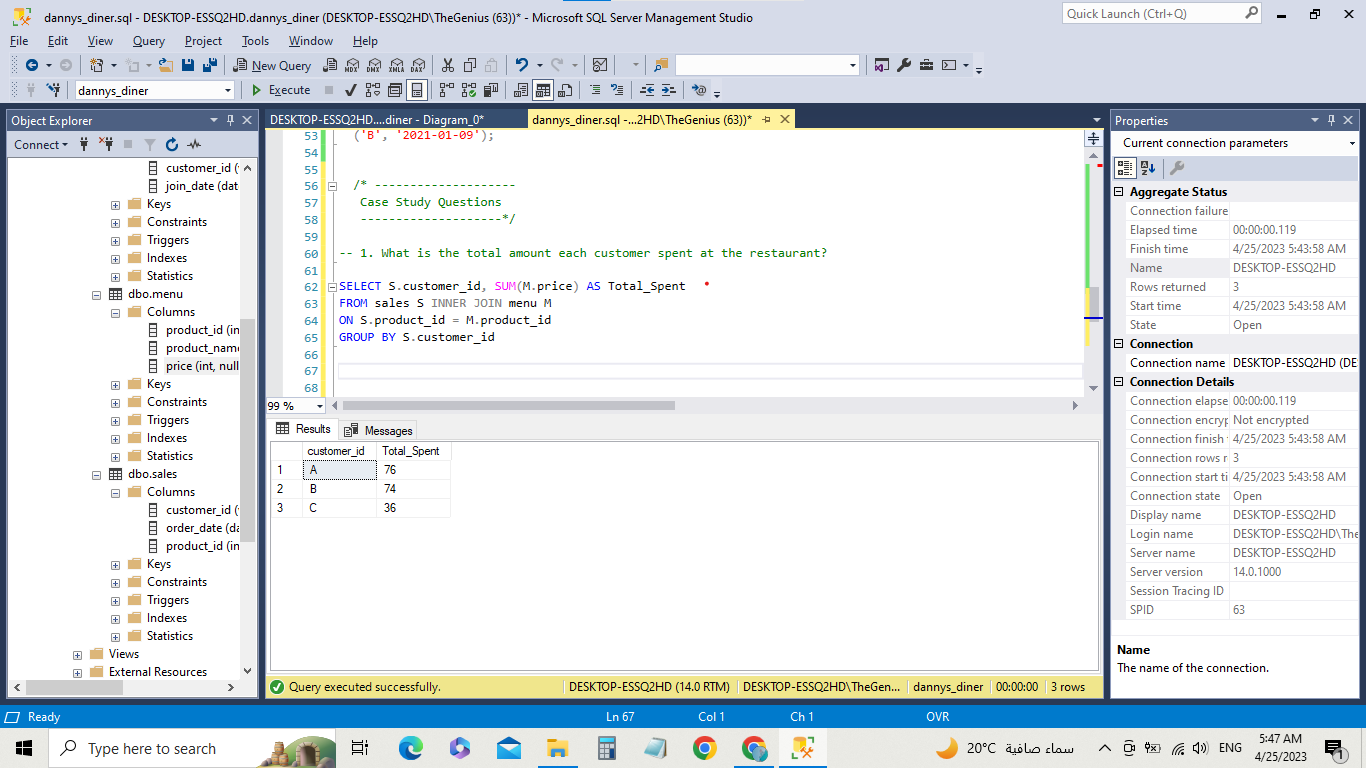 dannys_diner.sql - DESKTOP-ESSQ2HD.dannys_diner (DESKTOP-ESSQ2HD\TheGenius (63))* - Microsoft SQL Server Management Studio
Quick Launch (Ctrl+Q)
File Edit View Query Project Tools Window Help
New Query
MDX DMX XMLA DAX
dannys_diner
Execute
Object Explorer
Connect
customer_id (
join_date (dat
Keys
Constraints
Triggers
Indexes
Statistics
dbo.menu
Columns
product_id (in
product_name
price (int, null
Keys
Constraints
Triggers
Indexes
Statistics
dbo.sales
Columns
customer_id (
order_date (da
product_id (in
Keys
Constraints
Triggers
Indexes
Statistics
Views
External Resources
DESKTOP-ESSQ2HD....diner - Diagram_0*
dannys_diner.sql -...2HD\TheGenius (63))*
53 ('B', '2021-01-09');
54
55
56 /* --------------------
57 Case Study Questions
58 --------------------*/
59
60 -- 1. What is the total amount each customer spent at the restaurant?
61
62 SELECT S.customer_id, SUM(M.price) AS Total_Spent
63 FROM sales S INNER JOIN menu M
64 ON S.product_id = M.product_id
65 GROUP BY S.customer_id
66
67
68
99 %
Results Messages
customer_id Total_Spent
1 A 76
2 B 74
3 C 36
Query executed successfully. DESKTOP-ESSQ2HD (14.0 RTM) DESKTOP-ESSQ2HD\TheGen... dannys_diner 00:00:00 3 rows
Properties
Current connection parameters
Aggregate Status
Connection failure
Elapsed time 00:00:00.119
Finish time 4/25/2023 5:43:58 AM
Name DESKTOP-ESSQ2HD
Rows returned 3
Start time 4/25/2023 5:43:58 AM
State Open
Connection
Connection name DESKTOP-ESSQ2HD (DE
Connection Details
Connection elapse 00:00:00.119
Connection encryp Not encrypted
Connection finish 4/25/2023 5:43:58 AM
Connection rows r 3
Connection start ti 4/25/2023 5:43:58 AM
Connection state Open
Display name DESKTOP-ESSQ2HD
Login name DESKTOP-ESSQ2HD\The
Server name DESKTOP-ESSQ2HD
Server version 14.0.1000
Session Tracing ID
SPID 63
Name
The name of the connection.
Ready Ln 67 Col 1 Ch 1 OVR
Type here to search
20°C سماء صافية
ENG
5:47 AM
4/25/2023
1